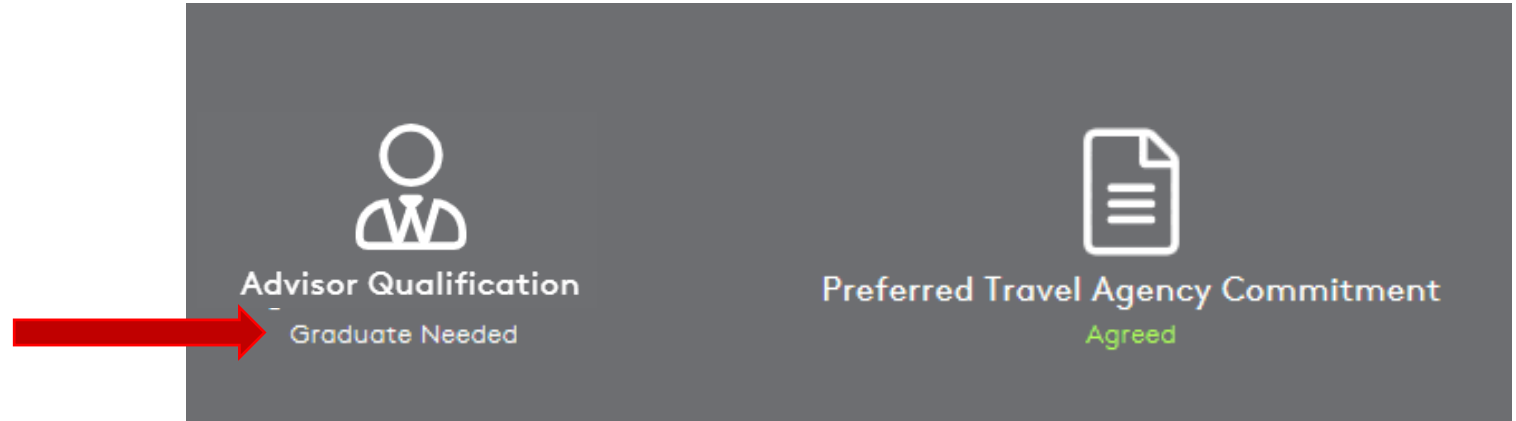 Advisor Qualification
Graduate Needed
Preferred Travel Agency Commitment
Agreed